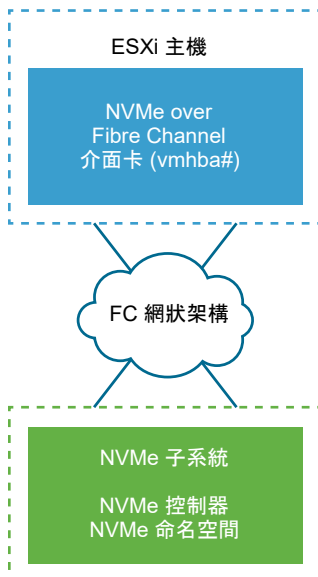 ESXi 主機
NVMe over
Fibre Channel
介面卡 (vmhba#)
FC 網狀架構
NVMe 子系統
NVMe 控制器
NVMe 命名空間